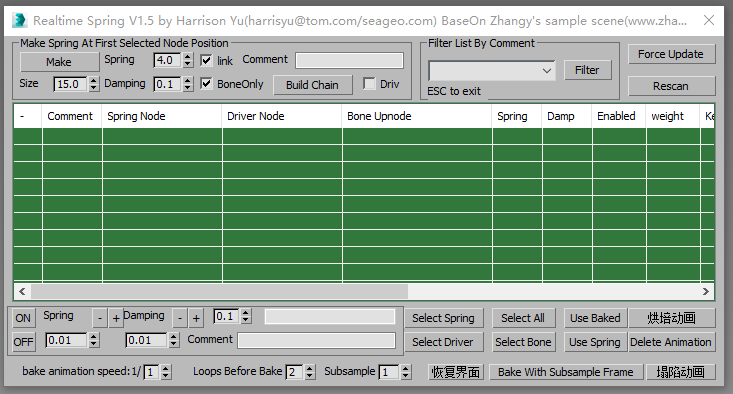 Realtime Spring V1.5 by Harrison Yu(harrisyu@tom.com/seageo.com) BaseOn Zhangy's sample scene(www.zha...
Make Spring At First Selected Node Position
Filter List By Comment
Make Spring 4.0 link Comment
Force Update
Filter
Size 15.0 Damping 0.1 BoneOnly Build Chain Driv
ESC to exit
Rescan
- Comment Spring Node Driver Node Bone Upnode Spring Damp Enabled weight Ke
ON Spring - + Damping - + 0.1 Select Spring Select All Use Baked 烘焙动画
OFF 0.01 0.01 Comment Select Driver Select Bone Use Spring Delete Animation
bake animation speed: 1/ 1 Loops Before Bake 2 Subsample 1 恢复界面 Bake With Subsample Frame 塌陷动画